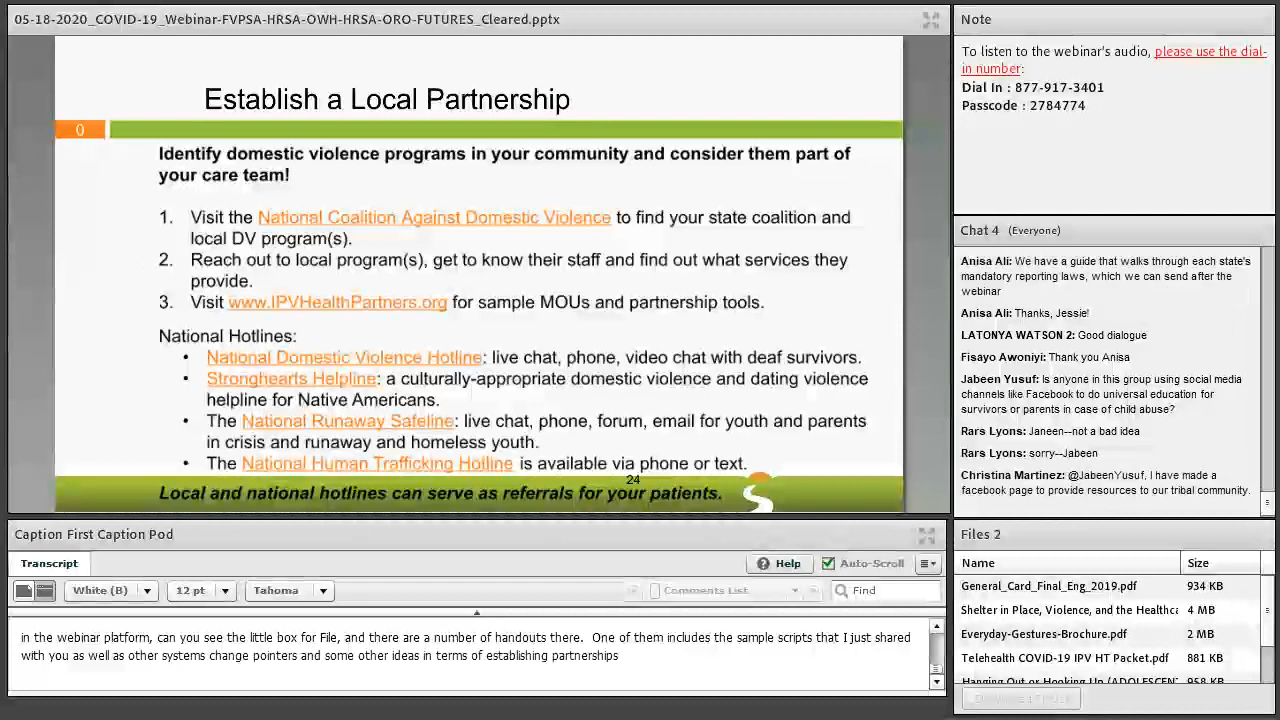 05-18-2020_COVID-19_Webinar-FVPSA-HRSA-OWH-HRSA-ORO-FUTURES_Cleared.pptx
Establish a Local Partnership
0
Identify domestic violence programs in your community and consider them part of
your care team!
1. Visit the National Coalition Against Domestic Violence to find your state coalition and
local DV program(s).
2. Reach out to local program(s), get to know their staff and find out what services they
provide.
3. Visit www.IPVHealthPartners.org for sample MOUs and partnership tools.
National Hotlines:
• National Domestic Violence Hotline: live chat, phone, video chat with deaf survivors.
• Stronghearts Helpline: a culturally-appropriate domestic violence and dating violence
helpline for Native Americans.
• The National Runaway Safeline: live chat, phone, forum, email for youth and parents
in crisis and runaway and homeless youth.
• The National Human Trafficking Hotline is available via phone or text.
24
Local and national hotlines can serve as referrals for your patients.
Caption First Caption Pod
Transcript
Help
Auto-Scroll
White (B)
12 pt
Tahoma
Comments List
Find
in the webinar platform, can you see the little box for File, and there are a number of handouts there. One of them includes the sample scripts that I just shared
with you as well as other systems change pointers and some other ideas in terms of establishing partnerships
Note
To listen to the webinar's audio, please use the dial-
in number:
Dial In : 877-917-3401
Passcode : 2784774
Chat 4 (Everyone)
Anisa Ali: We have a guide that walks through each state's
mandatory reporting laws, which we can send after the
webinar
Anisa Ali: Thanks, Jessie!
LATONYA WATSON 2: Good dialogue
Fisayo Awoniyi: Thank you Anisa
Jabeen Yusuf: Is anyone in this group using social media
channels like Facebook to do universal education for
survivors or parents in case of child abuse?
Rars Lyons: Janeen--not a bad idea
Rars Lyons: sorry--Jabeen
Christina Martinez: @JabeenYusuf, I have made a
facebook page to provide resources to our tribal community.
Files 2
Name Size
General_Card_Final_Eng_2019.pdf 934 KB
Shelter in Place, Violence, and the Healthca 4 MB
Everyday-Gestures-Brochure.pdf 2 MB
Telehealth COVID-19 IPV HT Packet.pdf 881 KB
Hanging Out or Hooking Up (ADOLESCEN 958 KB